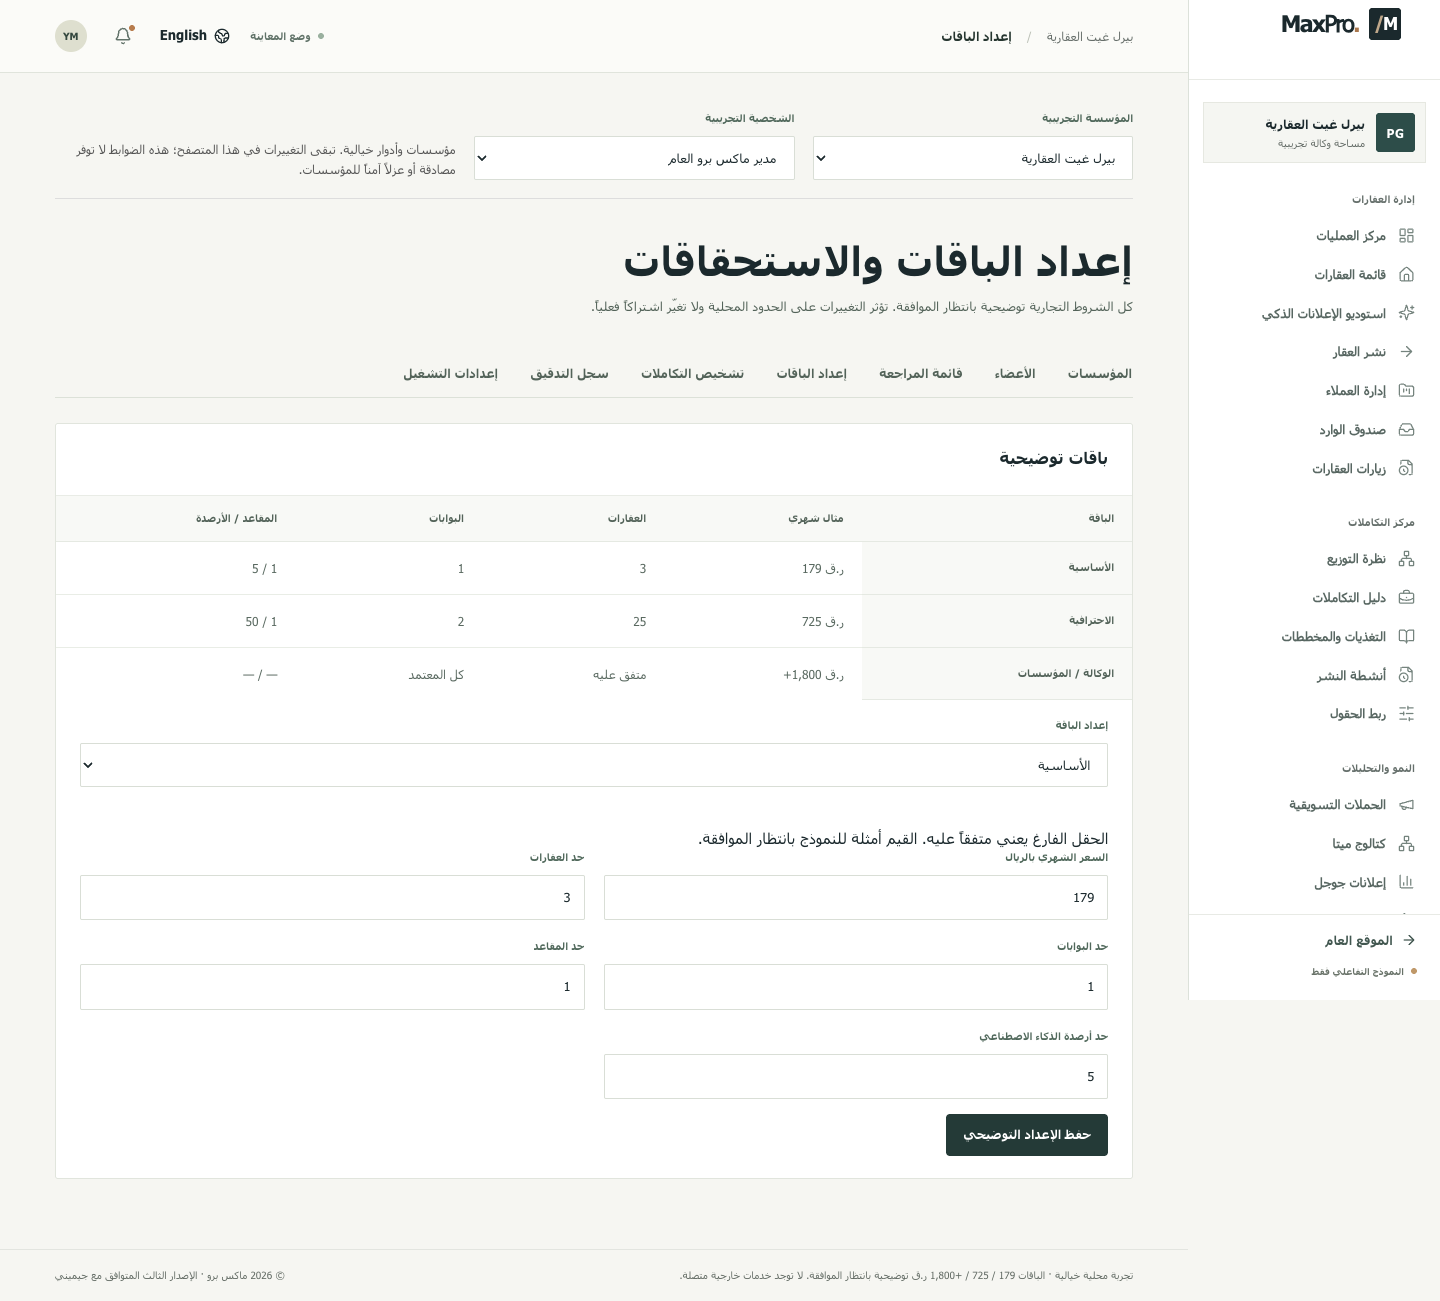 /M MaxPro.
بيرل غيت العقارية / إعداد الباقات
وضع المعاينة
English
YM
PG
بيرل غيت العقارية
مساحة وكالة تجريبية
إدارة العقارات
مركز العمليات
قائمة العقارات
استوديو الإعلانات الذكي
نشر العقار
إدارة العملاء
صندوق الوارد
زيارات العقارات
مركز التكاملات
نظرة التوزيع
دليل التكاملات
التغذيات والمخططات
أنشطة النشر
ربط الحقول
النمو والتحليلات
الحملات التسويقية
كتالوج ميتا
إعلانات جوجل
الموقع العام
النموذج التفاعلي فقط
المؤسسة التجريبية
بيرل غيت العقارية
الشخصية التجريبية
مدير ماكس برو العام
مؤسسات وأدوار خيالية. تبقى التغييرات في هذا المتصفح؛ هذه الضوابط لا توفر
مصادقة أو عزلاً آمناً للمؤسسات.
إعداد الباقات والاستحقاقات
كل الشروط التجارية توضيحية بانتظار الموافقة. تؤثر التغييرات على الحدود المحلية ولا تغيّر اشتراكاً فعلياً.
المؤسسات الأعضاء قائمة المراجعة إعداد الباقات تشخيص التكاملات سجل التدقيق إعدادات التشغيل
باقات توضيحية
الباقة مثال شهري العقارات البوابات المقاعد / الأرصدة
الأساسية ر.ق 179 3 1 1 / 5
الاحترافية ر.ق 725 25 2 1 / 50
الوكالة / المؤسسات ر.ق 1,800+ متفق عليه كل المعتمد — / —
إعداد الباقة
الأساسية
الحقل الفارغ يعني متفقاً عليه. القيم أمثلة للنموذج بانتظار الموافقة.
السعر الشهري بالريال حد العقارات
179 3
حد البوابات حد المقاعد
1 1
حد أرصدة الذكاء الاصطناعي
5
حفظ الإعداد التوضيحي
تجربة محلية خيالية · الباقات 179 / 725 / 1,800+ ر.ق توضيحية بانتظار الموافقة. لا توجد خدمات خارجية متصلة.
© 2026 ماكس برو · الإصدار الثالث المتوافق مع جيميني